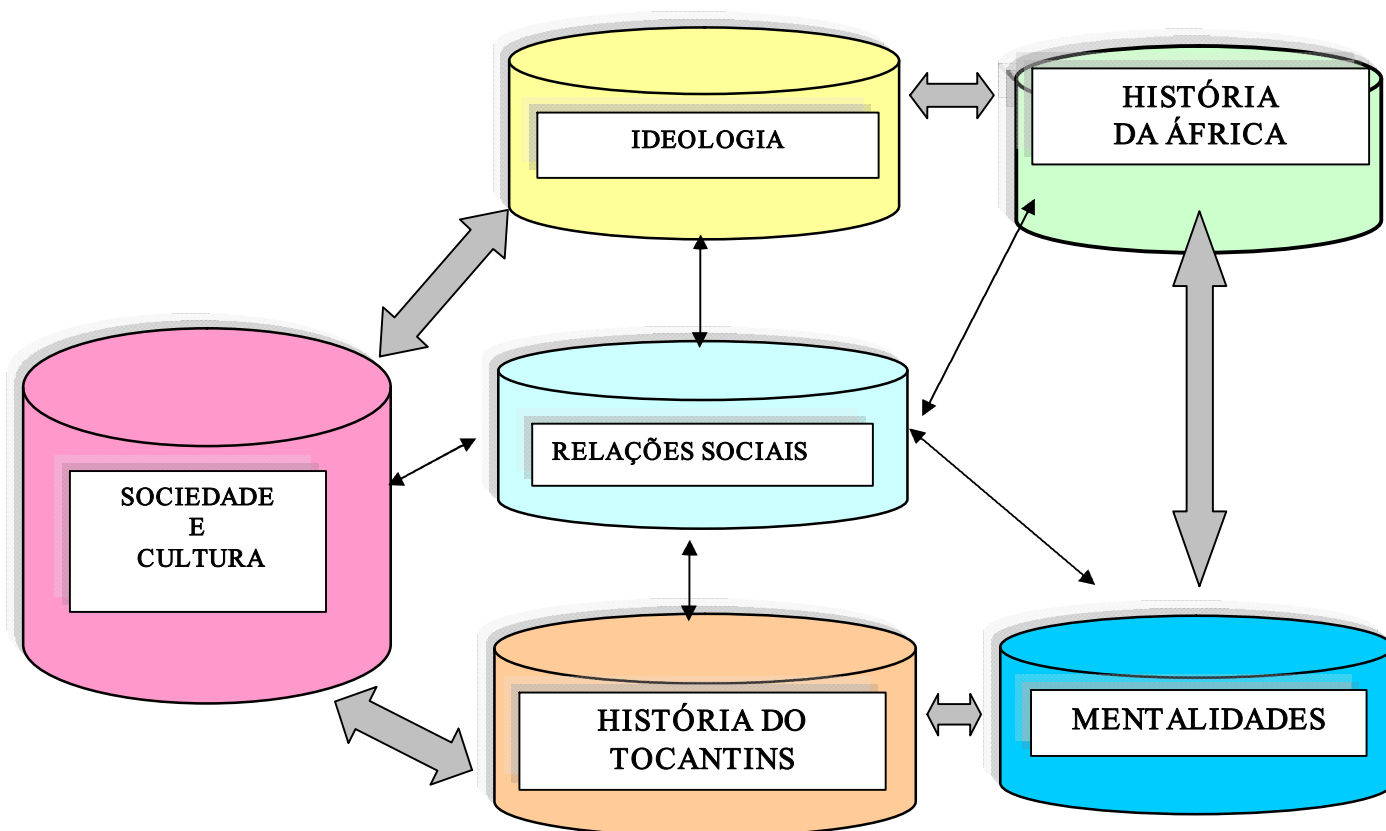 IDEOLOGIA
HISTÓRIA
DA ÁFRICA
RELAÇÕES SOCIAIS
SOCIEDADE
E
CULTURA
HISTÓRIA DO
TOCANTINS
MENTALIDADES